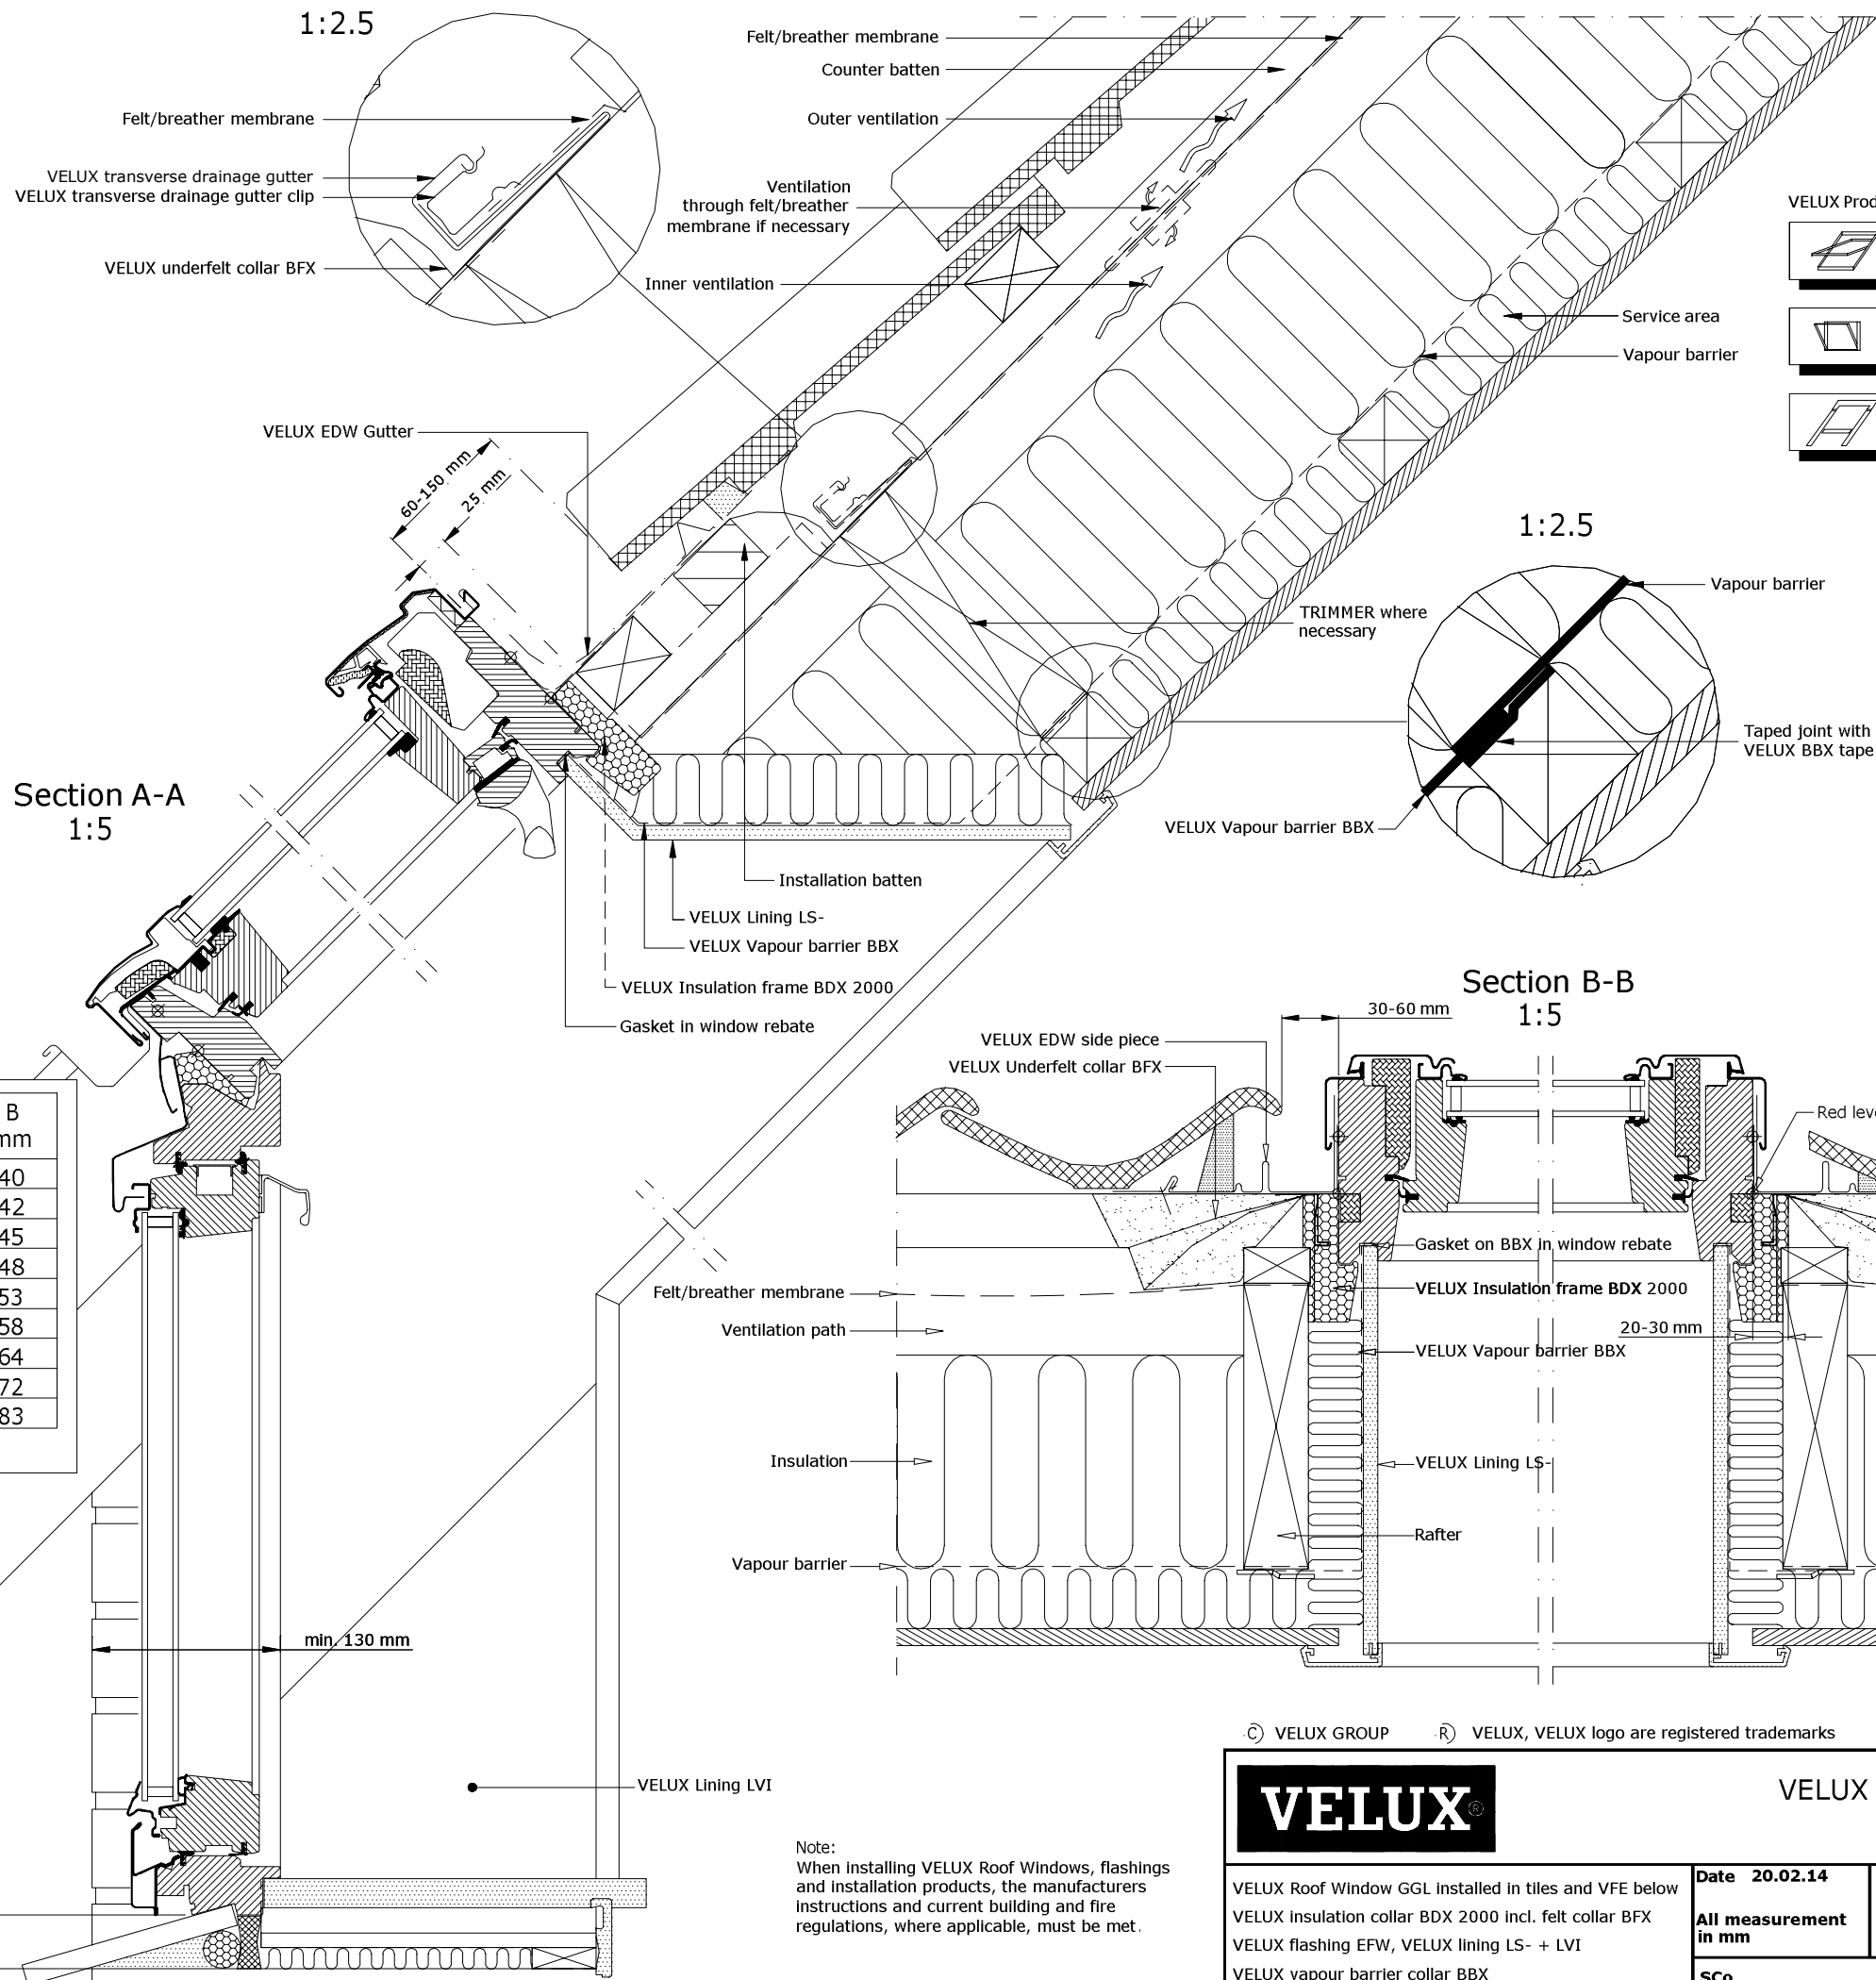 1:2.5
Felt/breather membrane
VELUX transverse drainage gutter
VELUX transverse drainage gutter clip
VELUX underfelt collar BFX
Felt/breather membrane
Counter batten
Outer ventilation
Ventilation
through felt/breather
membrane if necessary
Inner ventilation
VELUX EDW Gutter
60-150 mm
25 mm
Service area
Vapour barrier
VELUX Prod
1:2.5
Vapour barrier
TRIMMER where
necessary
Taped joint with
VELUX BBX tape
VELUX Vapour barrier BBX
Section A-A
1:5
Installation batten
VELUX Lining LS-
VELUX Vapour barrier BBX
VELUX Insulation frame BDX 2000
Gasket in window rebate
Section B-B
1:5
30-60 mm
VELUX EDW side piece
VELUX Underfelt collar BFX
Red leve
Gasket on BBX in window rebate
Felt/breather membrane
VELUX Insulation frame BDX 2000
Ventilation path
20-30 mm
VELUX Vapour barrier BBX
Insulation
VELUX Lining LS-
Rafter
Vapour barrier
B
mm
40
42
45
48
53
58
64
72
83
min. 130 mm
VELUX Lining LVI
Note:
When installing VELUX Roof Windows, flashings
and installation products, the manufacturers
instructions and current building and fire
regulations, where applicable, must be met.
(C) VELUX GROUP (R) VELUX, VELUX logo are registered trademarks
VELUX®
VELUX
VELUX Roof Window GGL installed in tiles and VFE below
VELUX insulation collar BDX 2000 incl. felt collar BFX
VELUX flashing EFW, VELUX lining LS- + LVI
VELUX vapour barrier collar BBX
Date 20.02.14
All measurement
in mm
SCo